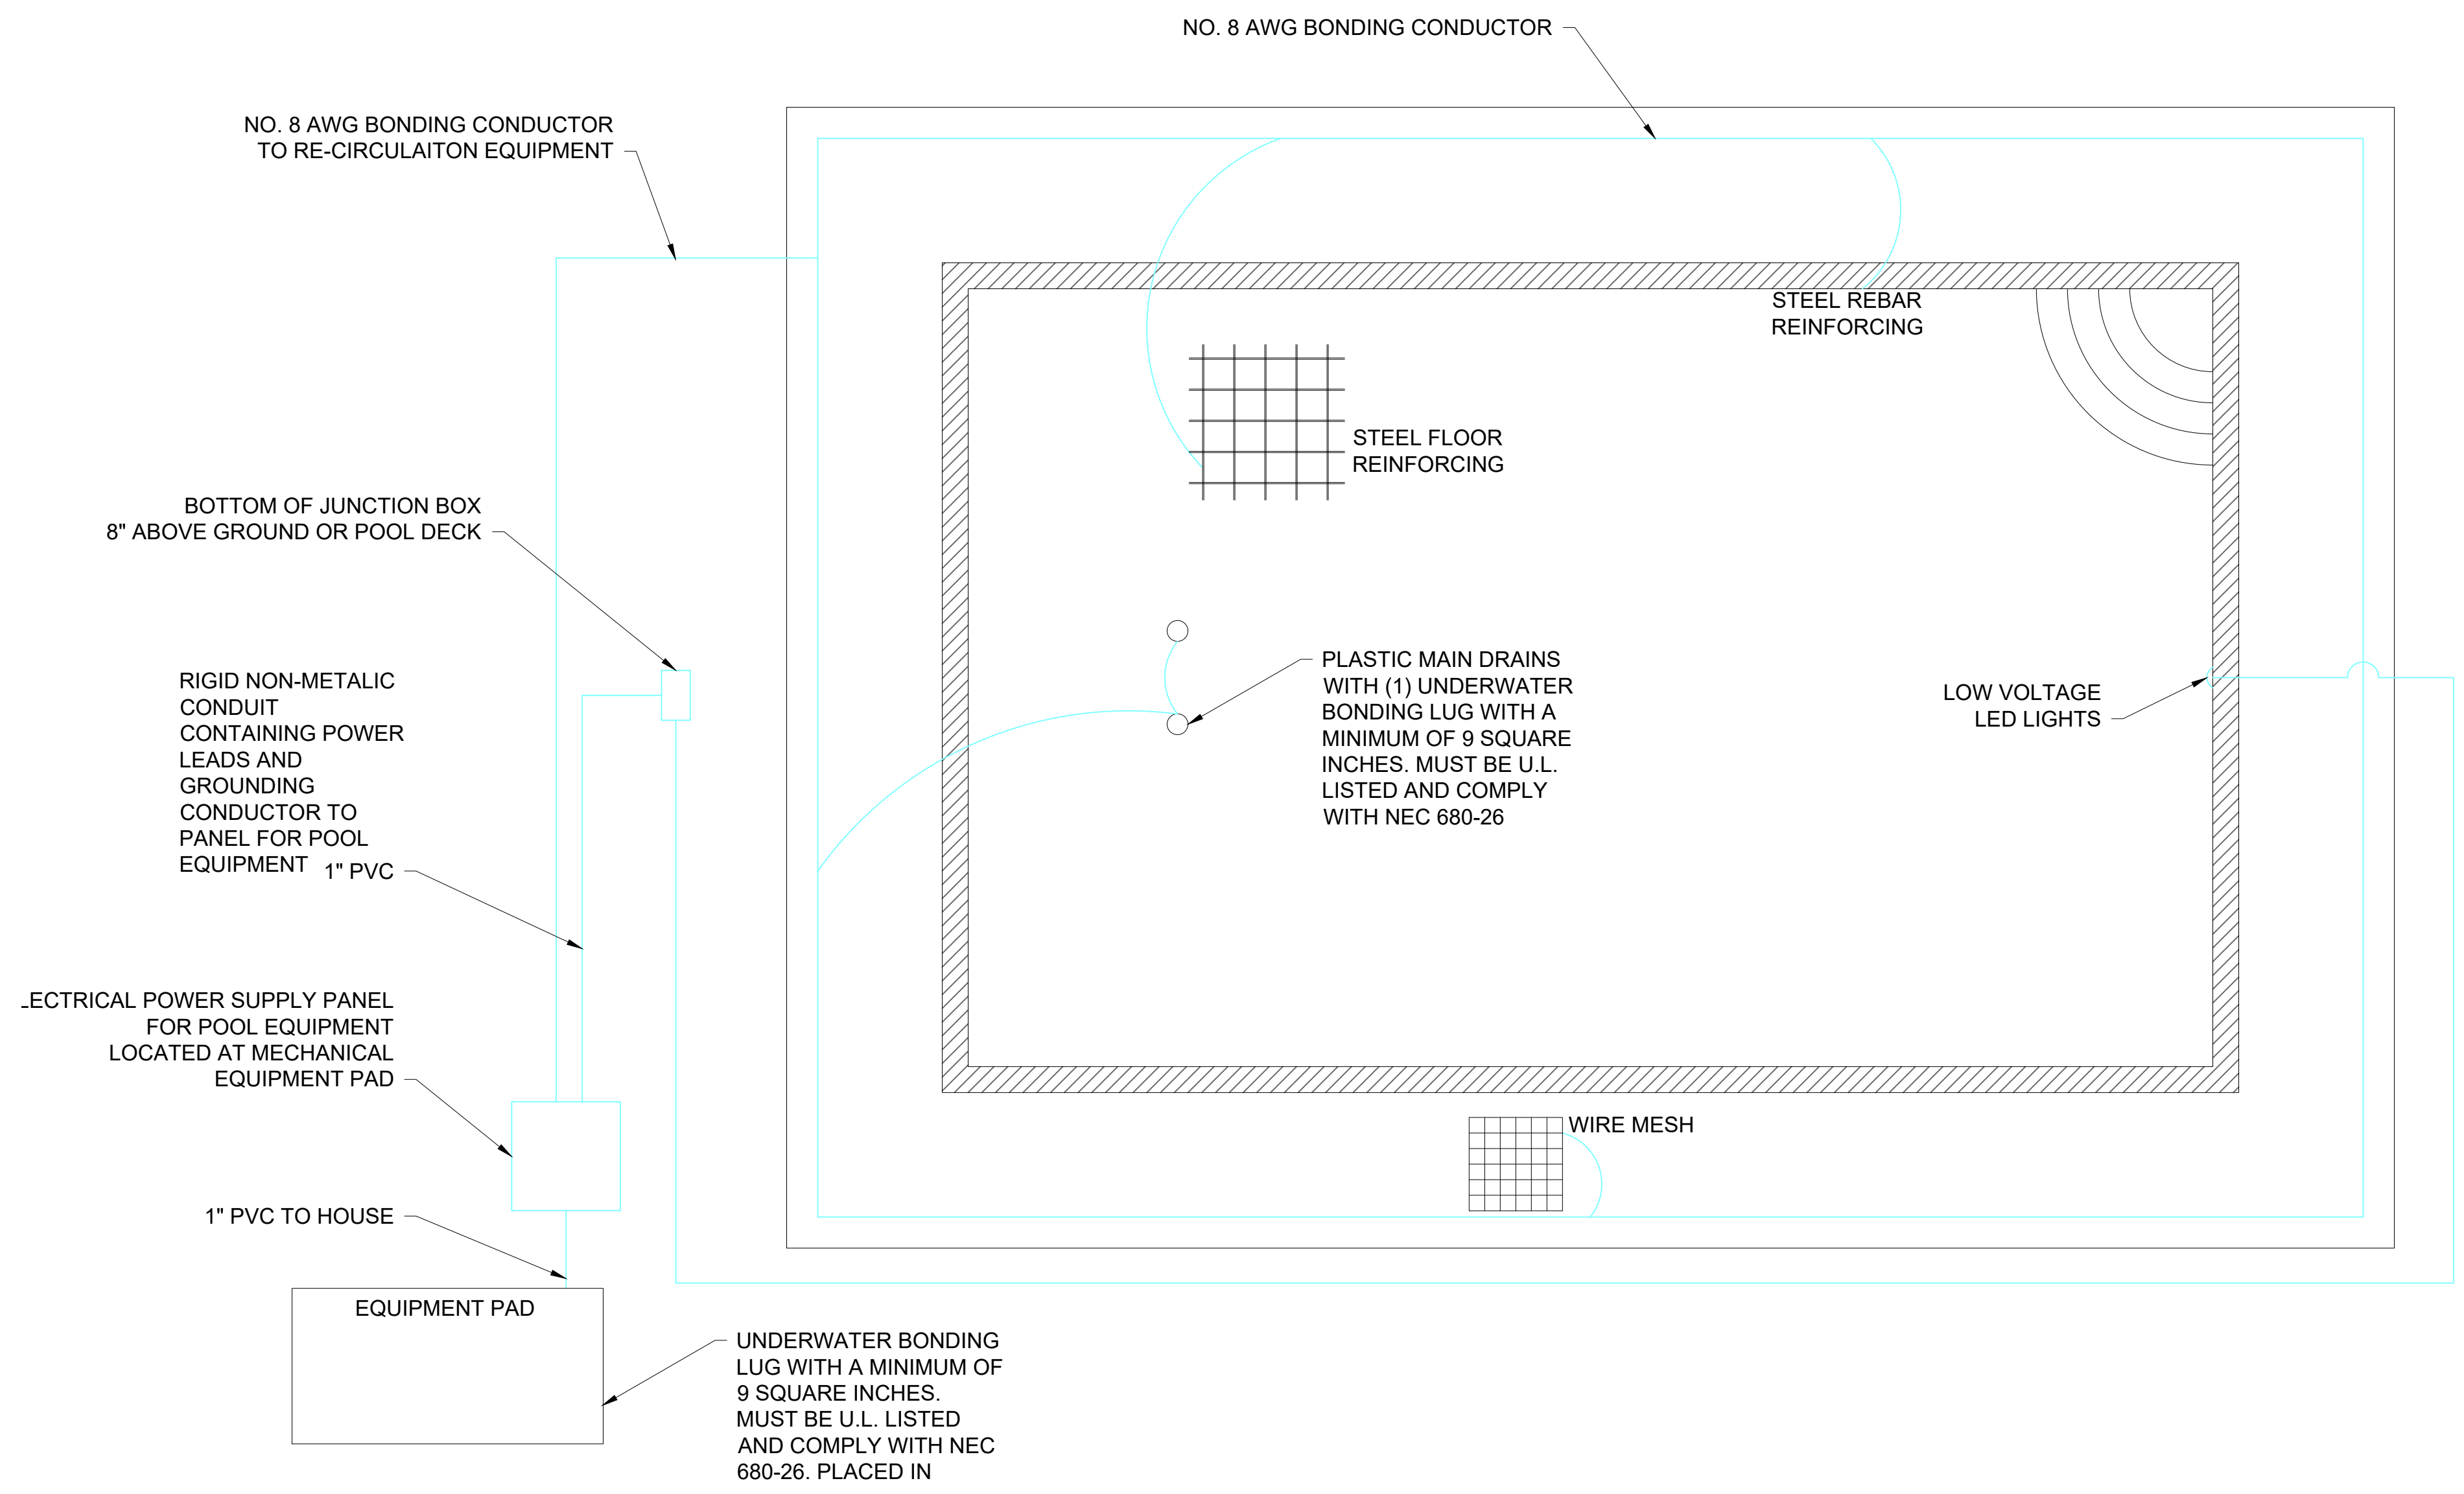 NO. 8 AWG BONDING CONDUCTOR
NO. 8 AWG BONDING CONDUCTOR
TO RE-CIRCULAITON EQUIPMENT
STEEL REBAR
REINFORCING
STEEL FLOOR
REINFORCING
BOTTOM OF JUNCTION BOX
8" ABOVE GROUND OR POOL DECK
PLASTIC MAIN DRAINS
WITH (1) UNDERWATER
BONDING LUG WITH A
MINIMUM OF 9 SQUARE
INCHES. MUST BE U.L.
LISTED AND COMPLY
WITH NEC 680-26
LOW VOLTAGE
LED LIGHTS
RIGID NON-METALIC
CONDUIT
CONTAINING POWER
LEADS AND
GROUNDING
CONDUCTOR TO
PANEL FOR POOL
EQUIPMENT
1" PVC
LECTRICAL POWER SUPPLY PANEL
FOR POOL EQUIPMENT
LOCATED AT MECHANICAL
EQUIPMENT PAD
WIRE MESH
1" PVC TO HOUSE
EQUIPMENT PAD
UNDERWATER BONDING
LUG WITH A MINIMUM OF
9 SQUARE INCHES.
MUST BE U.L. LISTED
AND COMPLY WITH NEC
680-26. PLACED IN